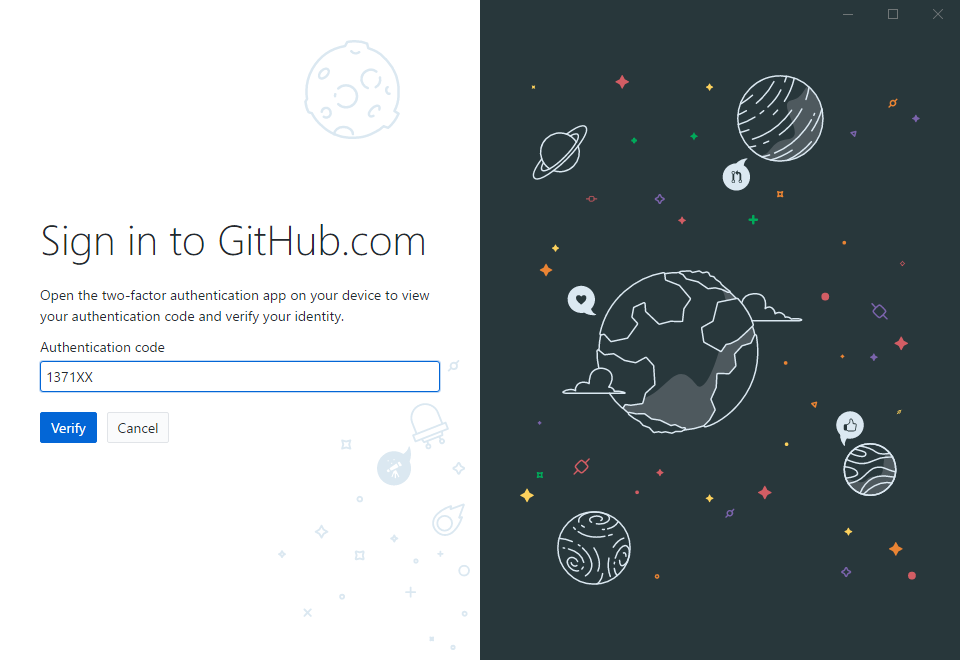 Sign in to GitHub.com
Open the two-factor authentication app on your device to view
your authentication code and verify your identity.
Authentication code
1371XX
Verify
Cancel